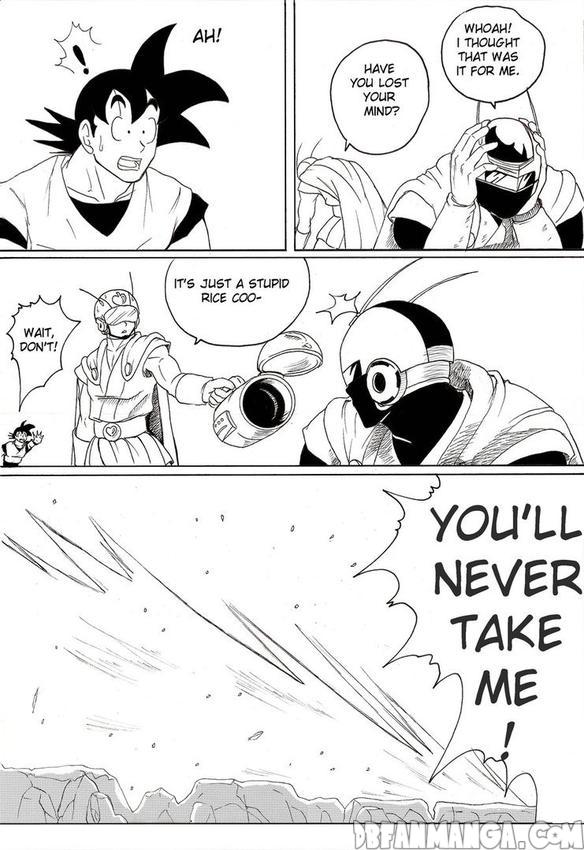 AH!
!
WHOAH!
I THOUGHT
THAT WAS
IT FOR ME.
HAVE
YOU LOST
YOUR
MIND?
WAIT,
DON'T!
IT'S JUST A STUPID
RICE COO-
YOU'LL
NEVER
TAKE
ME
!
DBFANMANGA.COM